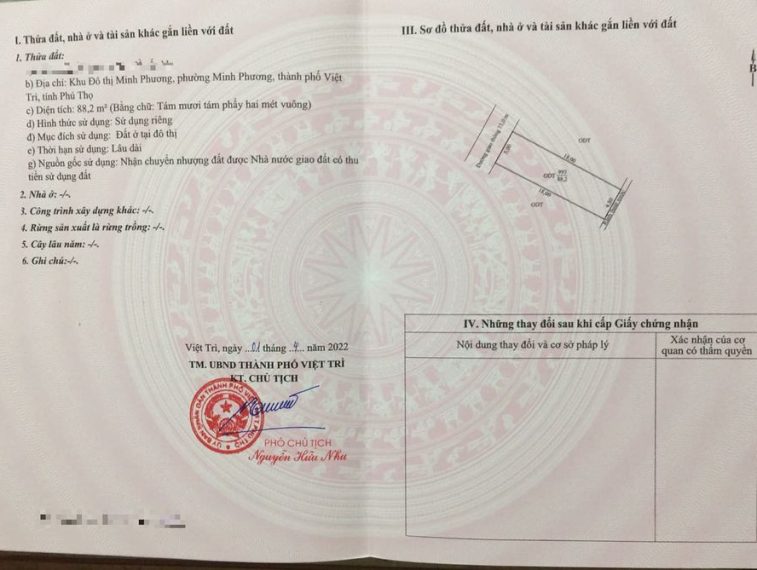 I. Thửa đất, nhà ở và tài sản khác gắn liền với đất
1. Thửa đất:
b) Địa chỉ: Khu Đô thị Minh Phương, phường Minh Phương, thành phố Việt
Trì, tỉnh Phú Thọ
c) Diện tích: 88,2 m² (Bằng chữ: Tám mươi tám phẩy hai mét vuông)
d) Hình thức sử dụng: Sử dụng riêng
đ) Mục đích sử dụng: Đất ở tại đô thị
e) Thời hạn sử dụng: Lâu dài
g) Nguồn gốc sử dụng: Nhận chuyển nhượng đất được Nhà nước giao đất có thu
tiền sử dụng đất
2. Nhà ở: -/-.
3. Công trình xây dựng khác: -/-.
4. Rừng sản xuất là rừng trồng: -/-.
5. Cây lâu năm: -/-.
6. Ghi chú:-/-.
Việt Trì, ngày ..01 tháng ..4.. năm 2022
TM. UBND THÀNH PHỐ VIỆT TRÌ
KT. CHỦ TỊCH
PHÓ CHỦ TỊCH
Nguyễn Hữu Nhu
III. Sơ đồ thửa đất, nhà ở và tài sản khác gắn liền với đất
B
ODT
5.00
18.00
ODT
88.2
18.00
4.80
ODT
IV. Những thay đổi sau khi cấp Giấy chứng nhận
Nội dung thay đổi và cơ sở pháp lý
Xác nhận của cơ
quan có thẩm quyền